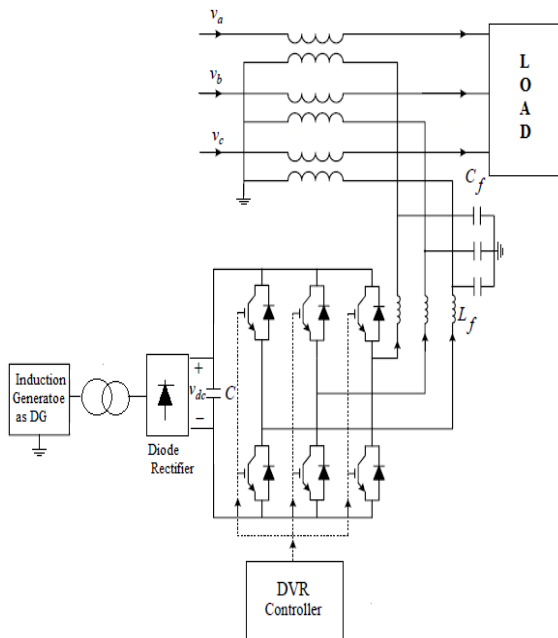 v_a
L
O
A
D
v_b
v_c
C_f
L_f
Induction
Generatoe
as DG
+
v_dc
−
C
Diode
Rectifier
DVR
Controller